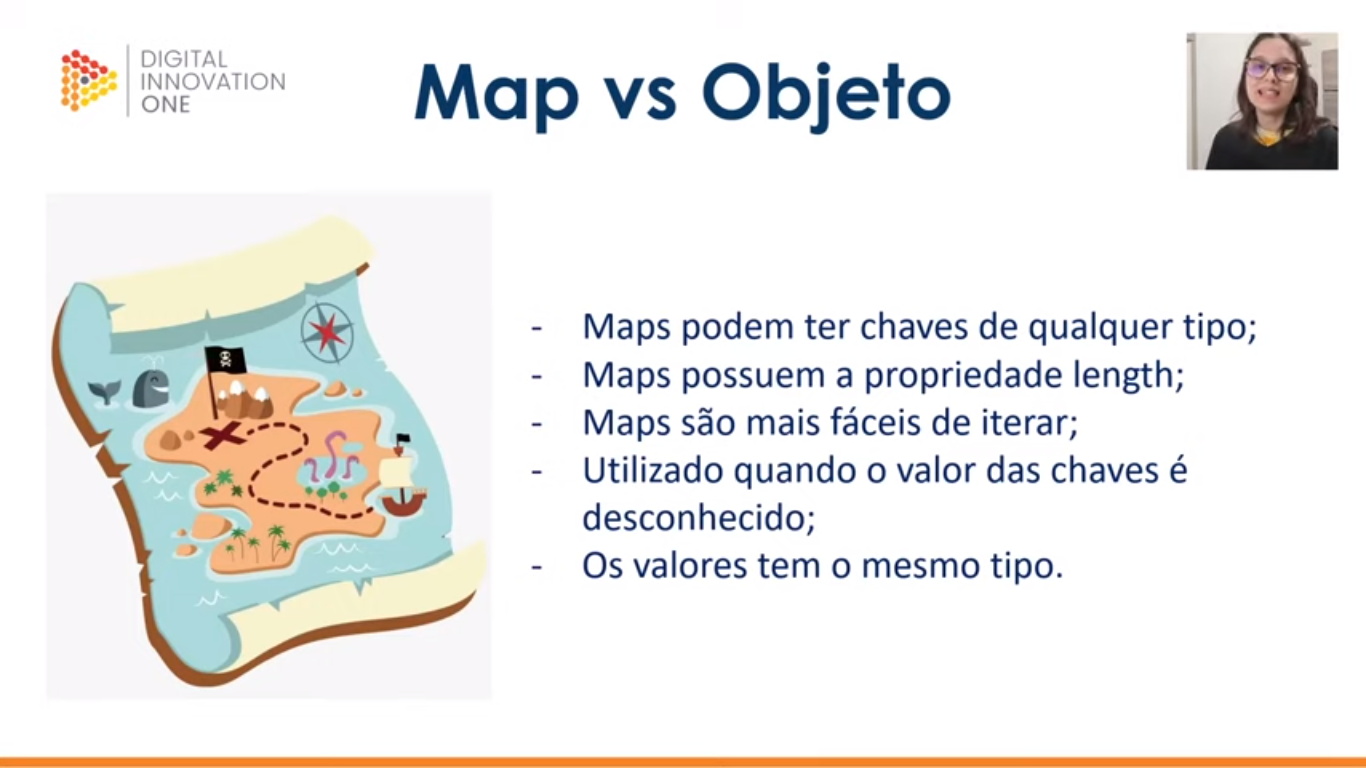 DIGITAL
INNOVATION
ONE
Map vs Objeto
- Maps podem ter chaves de qualquer tipo;
- Maps possuem a propriedade length;
- Maps são mais fáceis de iterar;
- Utilizado quando o valor das chaves é
desconhecido;
- Os valores tem o mesmo tipo.